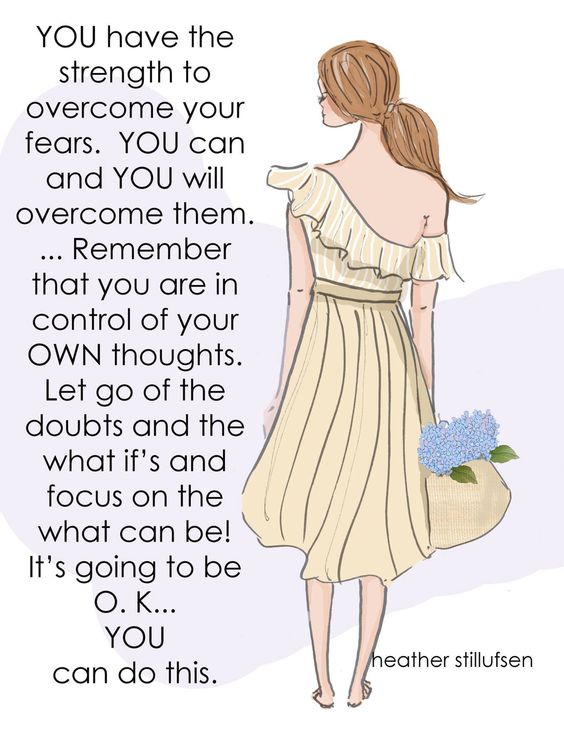 YOU have the
strength to
overcome your
fears.  YOU can
and YOU will
overcome them.
... Remember
that you are in
control of your
OWN thoughts.
Let go of the
doubts and the
what if's and
focus on the
what can be!
It's going to be
O. K...
YOU
can do this.
heather stillufsen